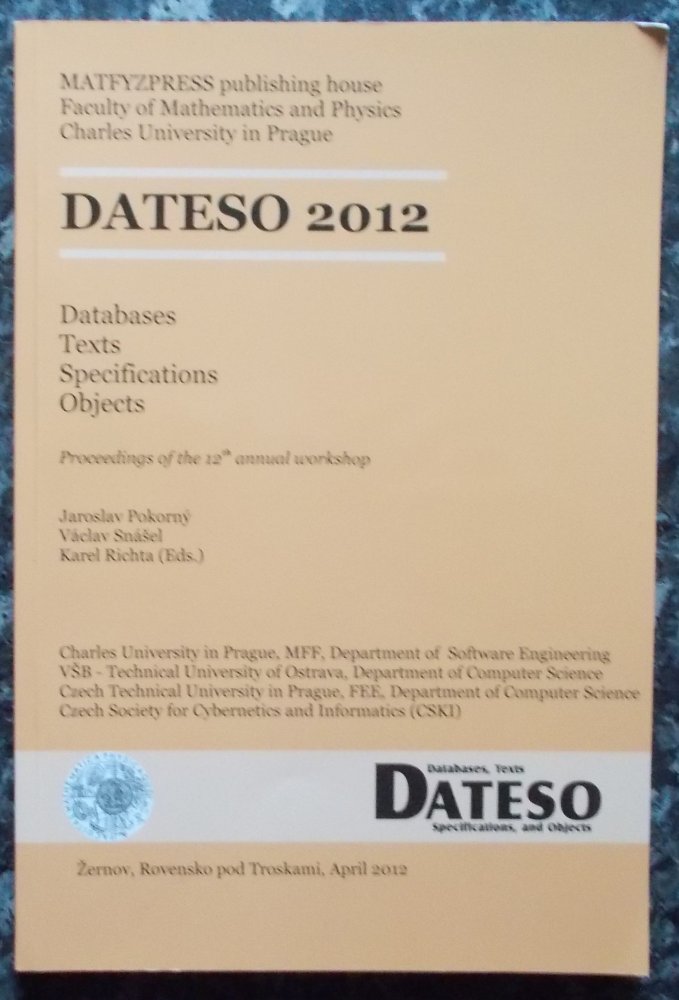 MATFYZPRESS publishing house
Faculty of Mathematics and Physics
Charles University in Prague
DATESO 2012
Databases
Texts
Specifications
Objects
Proceedings of the 12th annual workshop
Jaroslav Pokorný
Václav Snášel
Karel Richta (Eds.)
Charles University in Prague, MFF, Department of Software Engineering
VŠB - Technical University of Ostrava, Department of Computer Science
Czech Technical University in Prague, FEE, Department of Computer Science
Czech Society for Cybernetics and Informatics (CSKI)
Databases, Texts
DATESO
Specifications, and Objects
Žernov, Rovensko pod Troskami, April 2012